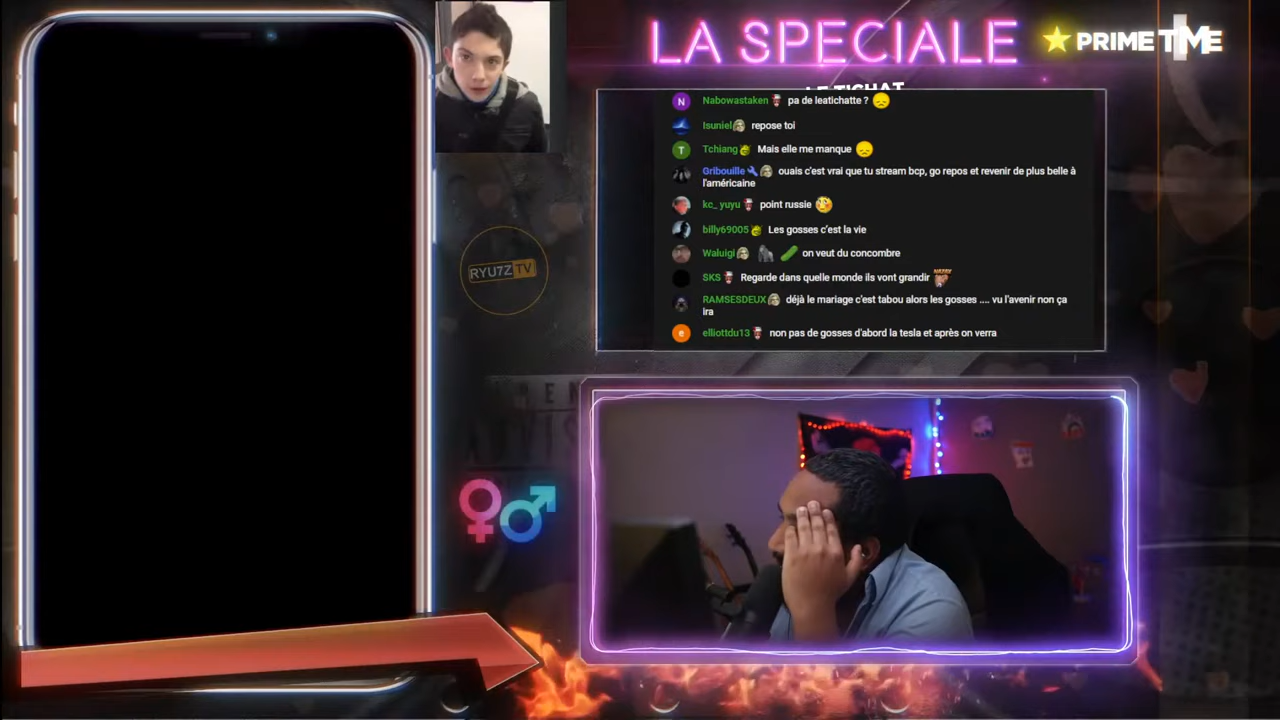 LA SPECIALE
PRIME TIME
LE T'CHAT
Nabowastaken pa de leatichatte ?
Isuniel repose toi
Tchiang Mais elle me manque
Gribouille ouais c'est vrai que tu stream bcp, go repos et revenir de plus belle à
l'américaine
kc_ yuyu point russie
billy69005 Les gosses c'est la vie
Waluigi on veut du concombre
SKS Regarde dans quelle monde ils vont grandir
RAMSESDEUX déjà le mariage c'est tabou alors les gosses .... vu l'avenir non ça
ira
elliottdu13 non pas de gosses d'abord la tesla et après on verra
RYU7Z TV